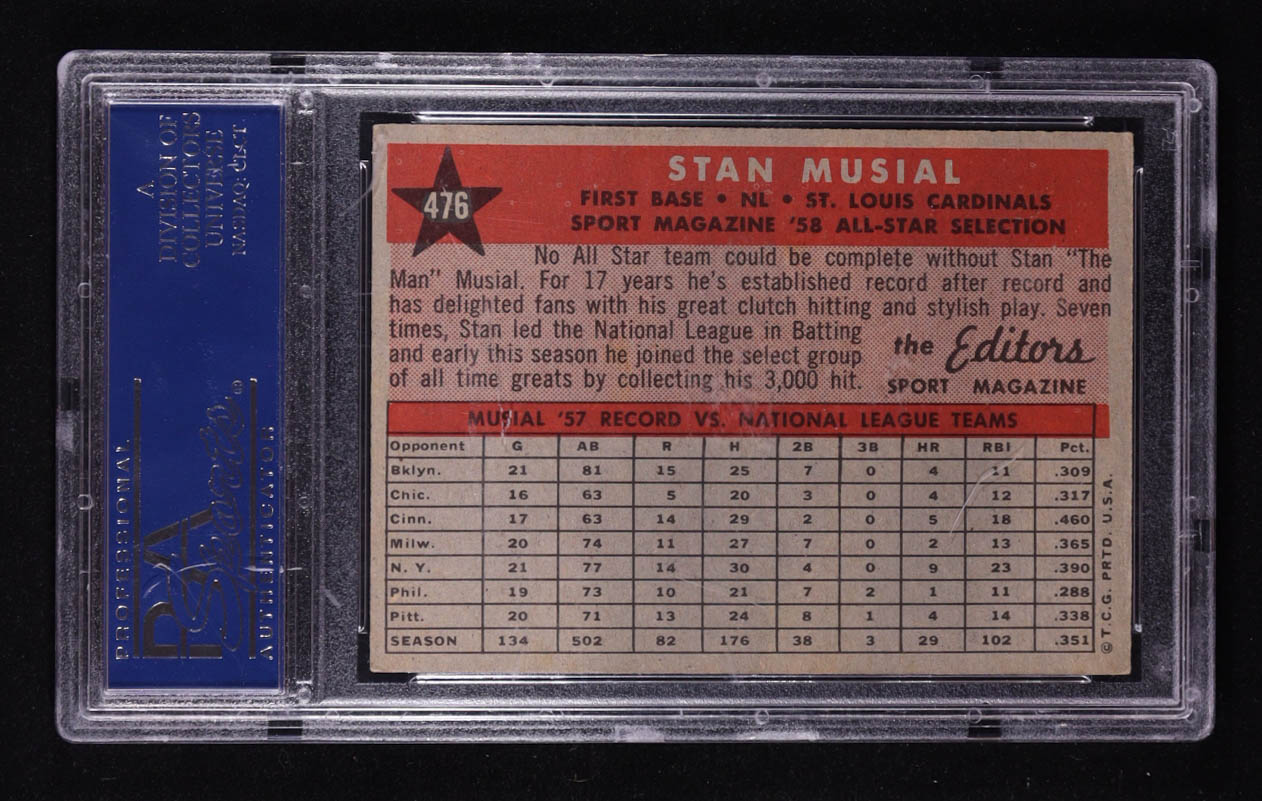 A
DIVISION OF
COLLECTORS
UNIVERSE
NASDAQ: CLCT
PROFESSIONAL
PSA
Sports
AUTHENTICATOR
476
STAN MUSIAL
FIRST BASE • NL • ST. LOUIS CARDINALS
SPORT MAGAZINE '58 ALL-STAR SELECTION
No All Star team could be complete without Stan "The
Man" Musial. For 17 years he's established record after record and
has delighted fans with his great clutch hitting and stylish play. Seven
times, Stan led the National League in Batting
and early this season he joined the select group
of all time greats by collecting his 3,000 hit.
the Editors
SPORT MAGAZINE
MUSIAL '57 RECORD VS. NATIONAL LEAGUE TEAMS
Opponent G AB R H 2B 3B HR RBI Pct.
Bklyn. 21 81 15 25 7 0 4 11 .309
Chic. 16 63 5 20 3 0 4 12 .317
Cinn. 17 63 14 29 2 0 5 18 .460
Milw. 20 74 11 27 7 0 2 13 .365
N. Y. 21 77 14 30 4 0 9 23 .390
Phil. 19 73 10 21 7 2 1 11 .288
Pitt. 20 71 13 24 8 1 4 14 .338
SEASON 134 502 82 176 38 3 29 102 .351
© T.C.G. PRTD. U.S.A.